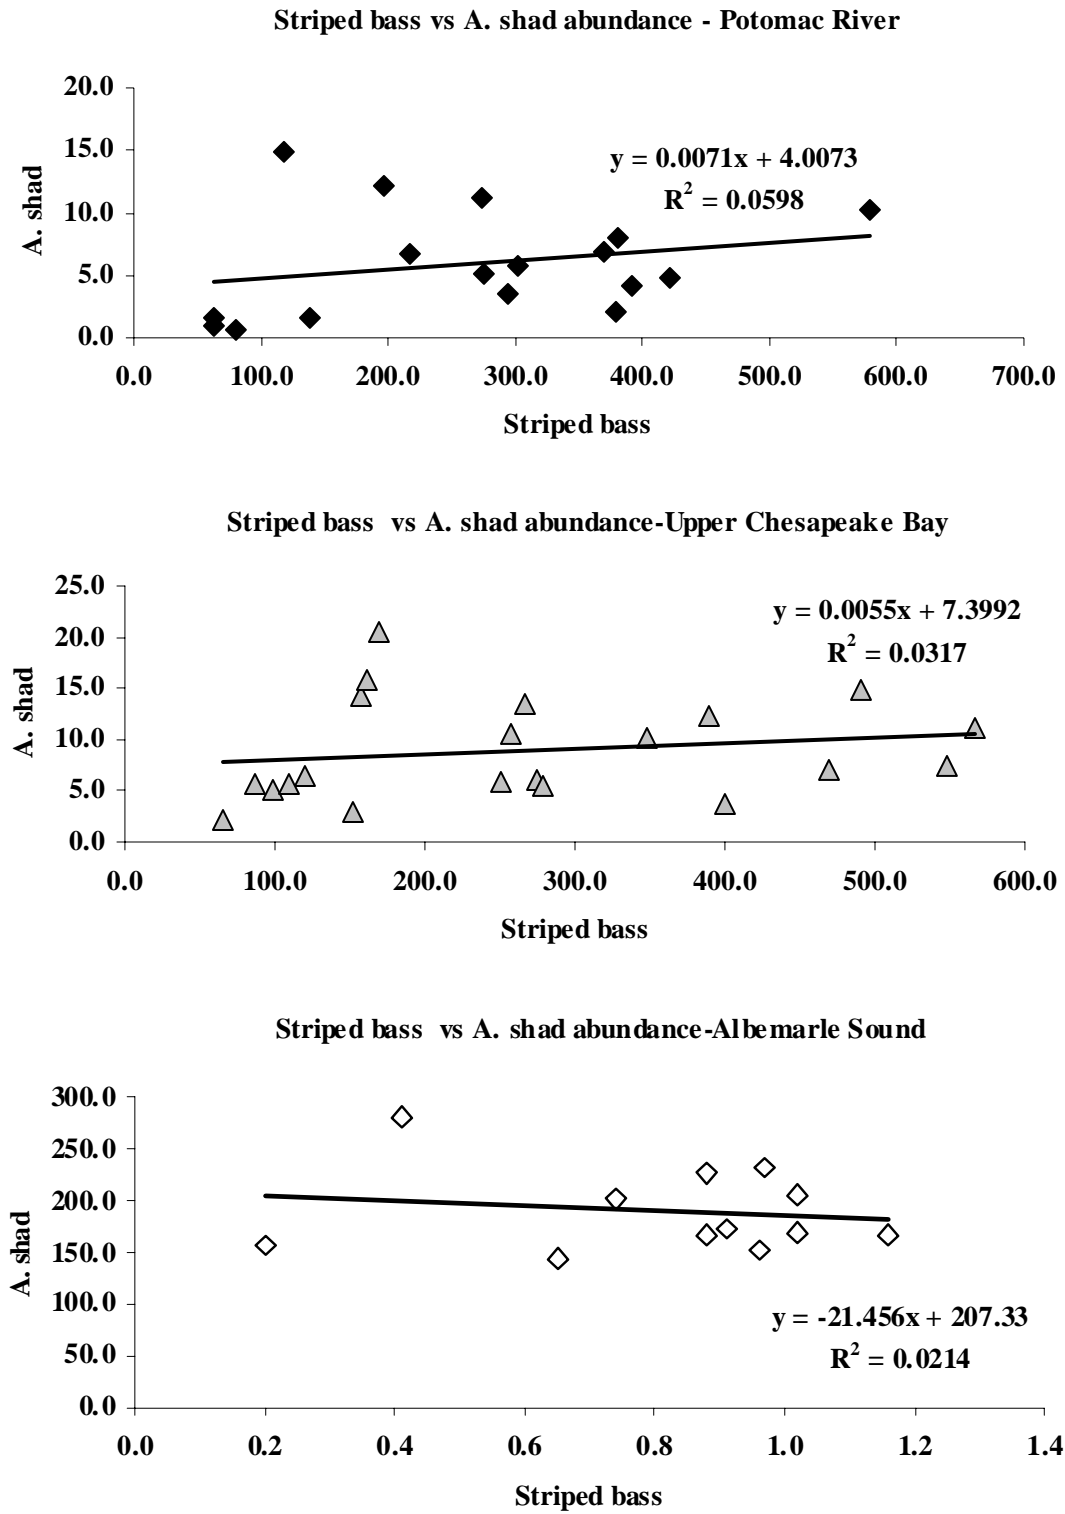 Striped bass vs A. shad abundance - Potomac River
20.0
15.0
10.0
5.0
0.0
A. shad
y = 0.0071x + 4.0073
R² = 0.0598
0.0 100.0 200.0 300.0 400.0 500.0 600.0 700.0
Striped bass
Striped bass vs A. shad abundance-Upper Chesapeake Bay
25.0
20.0
15.0
10.0
5.0
0.0
A. shad
y = 0.0055x + 7.3992
R² = 0.0317
0.0 100.0 200.0 300.0 400.0 500.0 600.0
Striped bass
Striped bass vs A. shad abundance-Albemarle Sound
300.0
250.0
200.0
150.0
100.0
50.0
0.0
A. shad
y = -21.456x + 207.33
R² = 0.0214
0.0 0.2 0.4 0.6 0.8 1.0 1.2 1.4
Striped bass